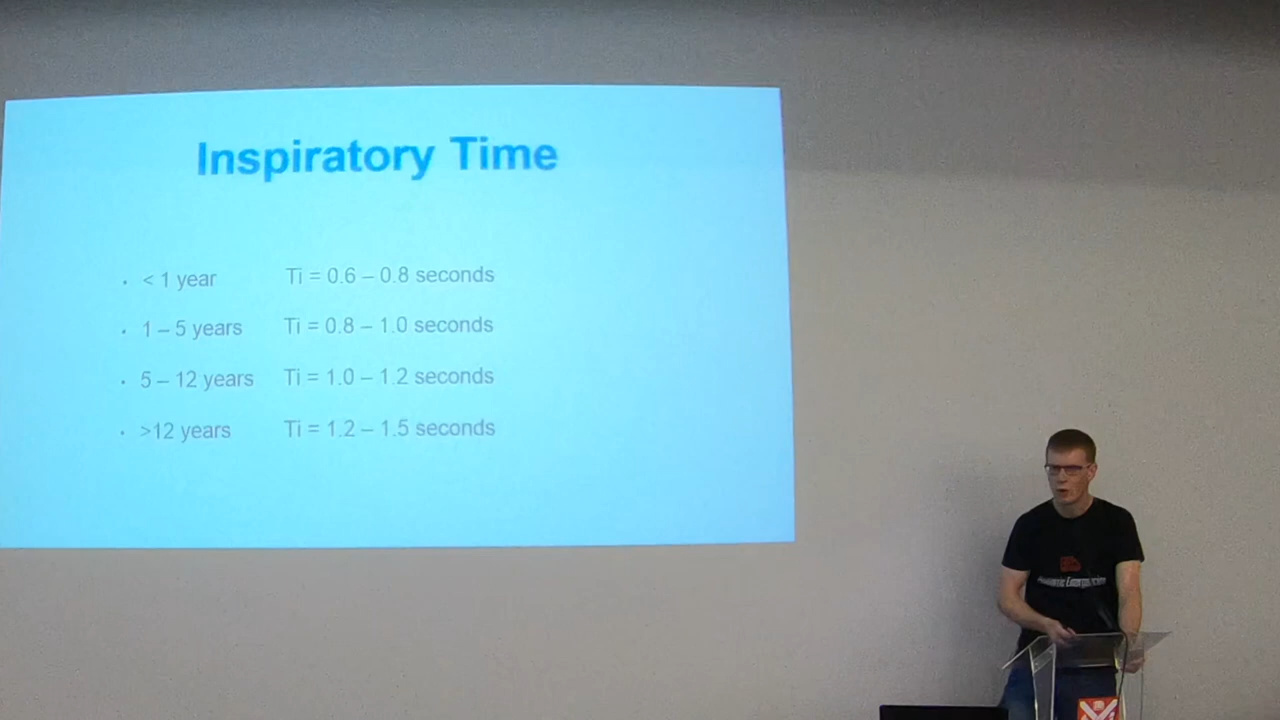 Inspiratory Time
· < 1 year Ti = 0.6 – 0.8 seconds
· 1 – 5 years Ti = 0.8 – 1.0 seconds
· 5 – 12 years Ti = 1.0 – 1.2 seconds
· >12 years Ti = 1.2 – 1.5 seconds